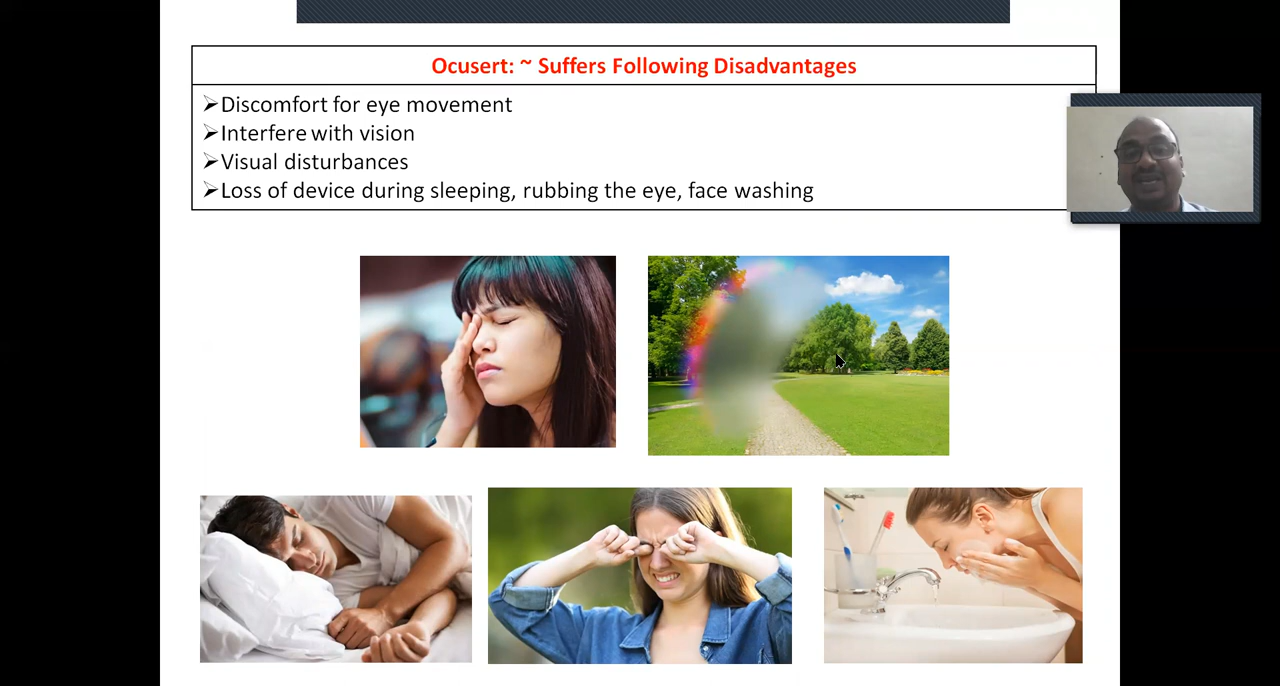 Ocusert: ~ Suffers Following Disadvantages
➢Discomfort for eye movement
➢Interfere with vision
➢Visual disturbances
➢Loss of device during sleeping, rubbing the eye, face washing